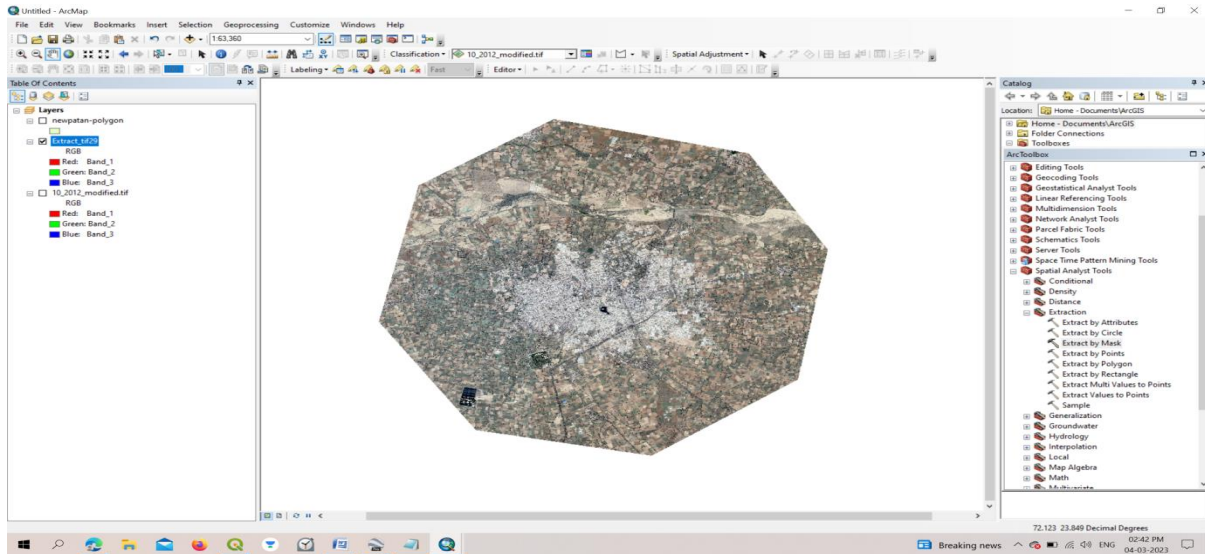 Untitled - ArcMap
File Edit View Bookmarks Insert Selection Geoprocessing Customize Windows Help
1:63,360
Classification 10_2012_modified.tif Spatial Adjustment
Labeling Fast Editor
Table Of Contents
Layers
newpatan-polygon
Extract_tif29
RGB
Red: Band_1
Green: Band_2
Blue: Band_3
10_2012_modified.tif
RGB
Red: Band_1
Green: Band_2
Blue: Band_3
Catalog
Location: Home - Documents\ArcGIS
Home - Documents\ArcGIS
Folder Connections
Toolboxes
ArcToolbox
Editing Tools
Geocoding Tools
Geostatistical Analyst Tools
Linear Referencing Tools
Multidimension Tools
Network Analyst Tools
Parcel Fabric Tools
Schematics Tools
Server Tools
Space Time Pattern Mining Tools
Spatial Analyst Tools
Conditional
Density
Distance
Extraction
Extract by Attributes
Extract by Circle
Extract by Mask
Extract by Points
Extract by Polygon
Extract by Rectangle
Extract Multi Values to Points
Extract Values to Points
Sample
Generalization
Groundwater
Hydrology
Interpolation
Local
Map Algebra
Math
Multivariate
72.123 23.849 Decimal Degrees
Breaking news ENG 02:42 PM
04-03-2023